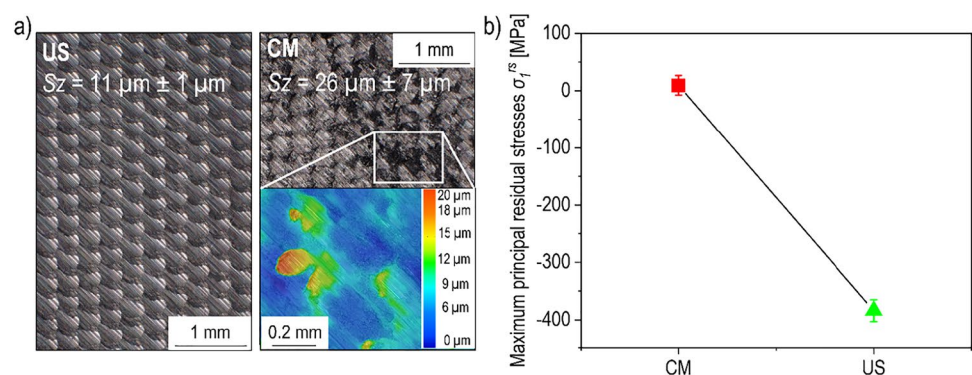 a)
US
Sz = 11 µm ± 1 µm
1 mm
CM
1 mm
Sz = 26 µm ± 7 µm
20 µm
18 µm
15 µm
12 µm
9 µm
6 µm
0 µm
0.2 mm
b)
Maximum principal residual stresses σ₁ʳˢ [MPa]
100
0
-100
-200
-300
-400
CM
US